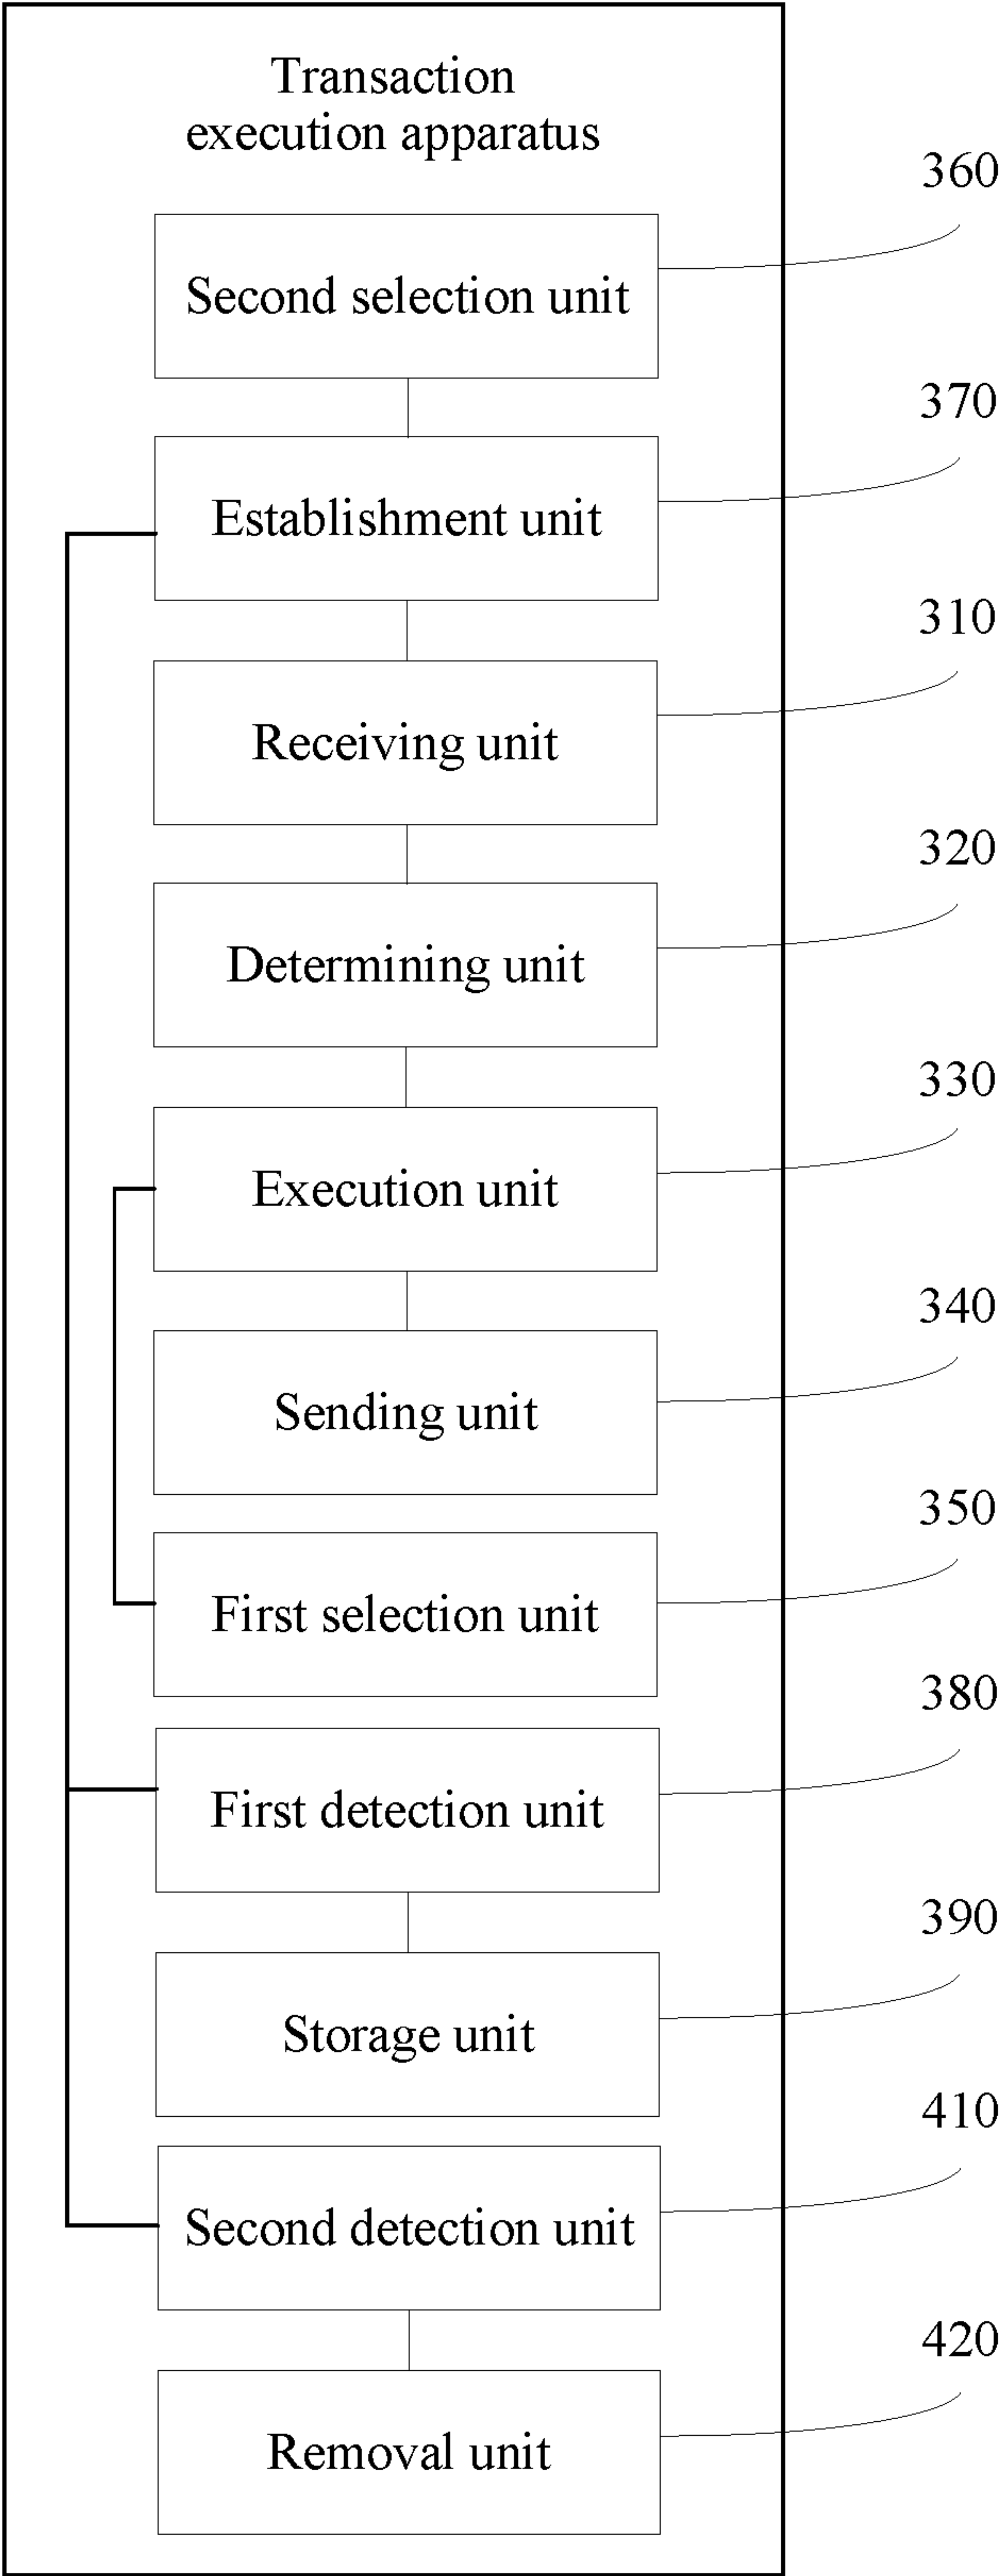 Transaction
execution apparatus
360
Second selection unit
370
Establishment unit
310
Receiving unit
320
Determining unit
330
Execution unit
340
Sending unit
350
First selection unit
380
First detection unit
390
Storage unit
410
Second detection unit
420
Removal unit